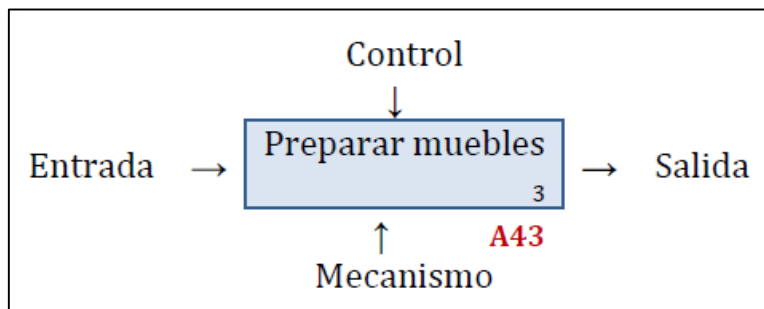 Control
↓
Preparar muebles
Entrada → → Salida
3
↑ A43
Mecanismo